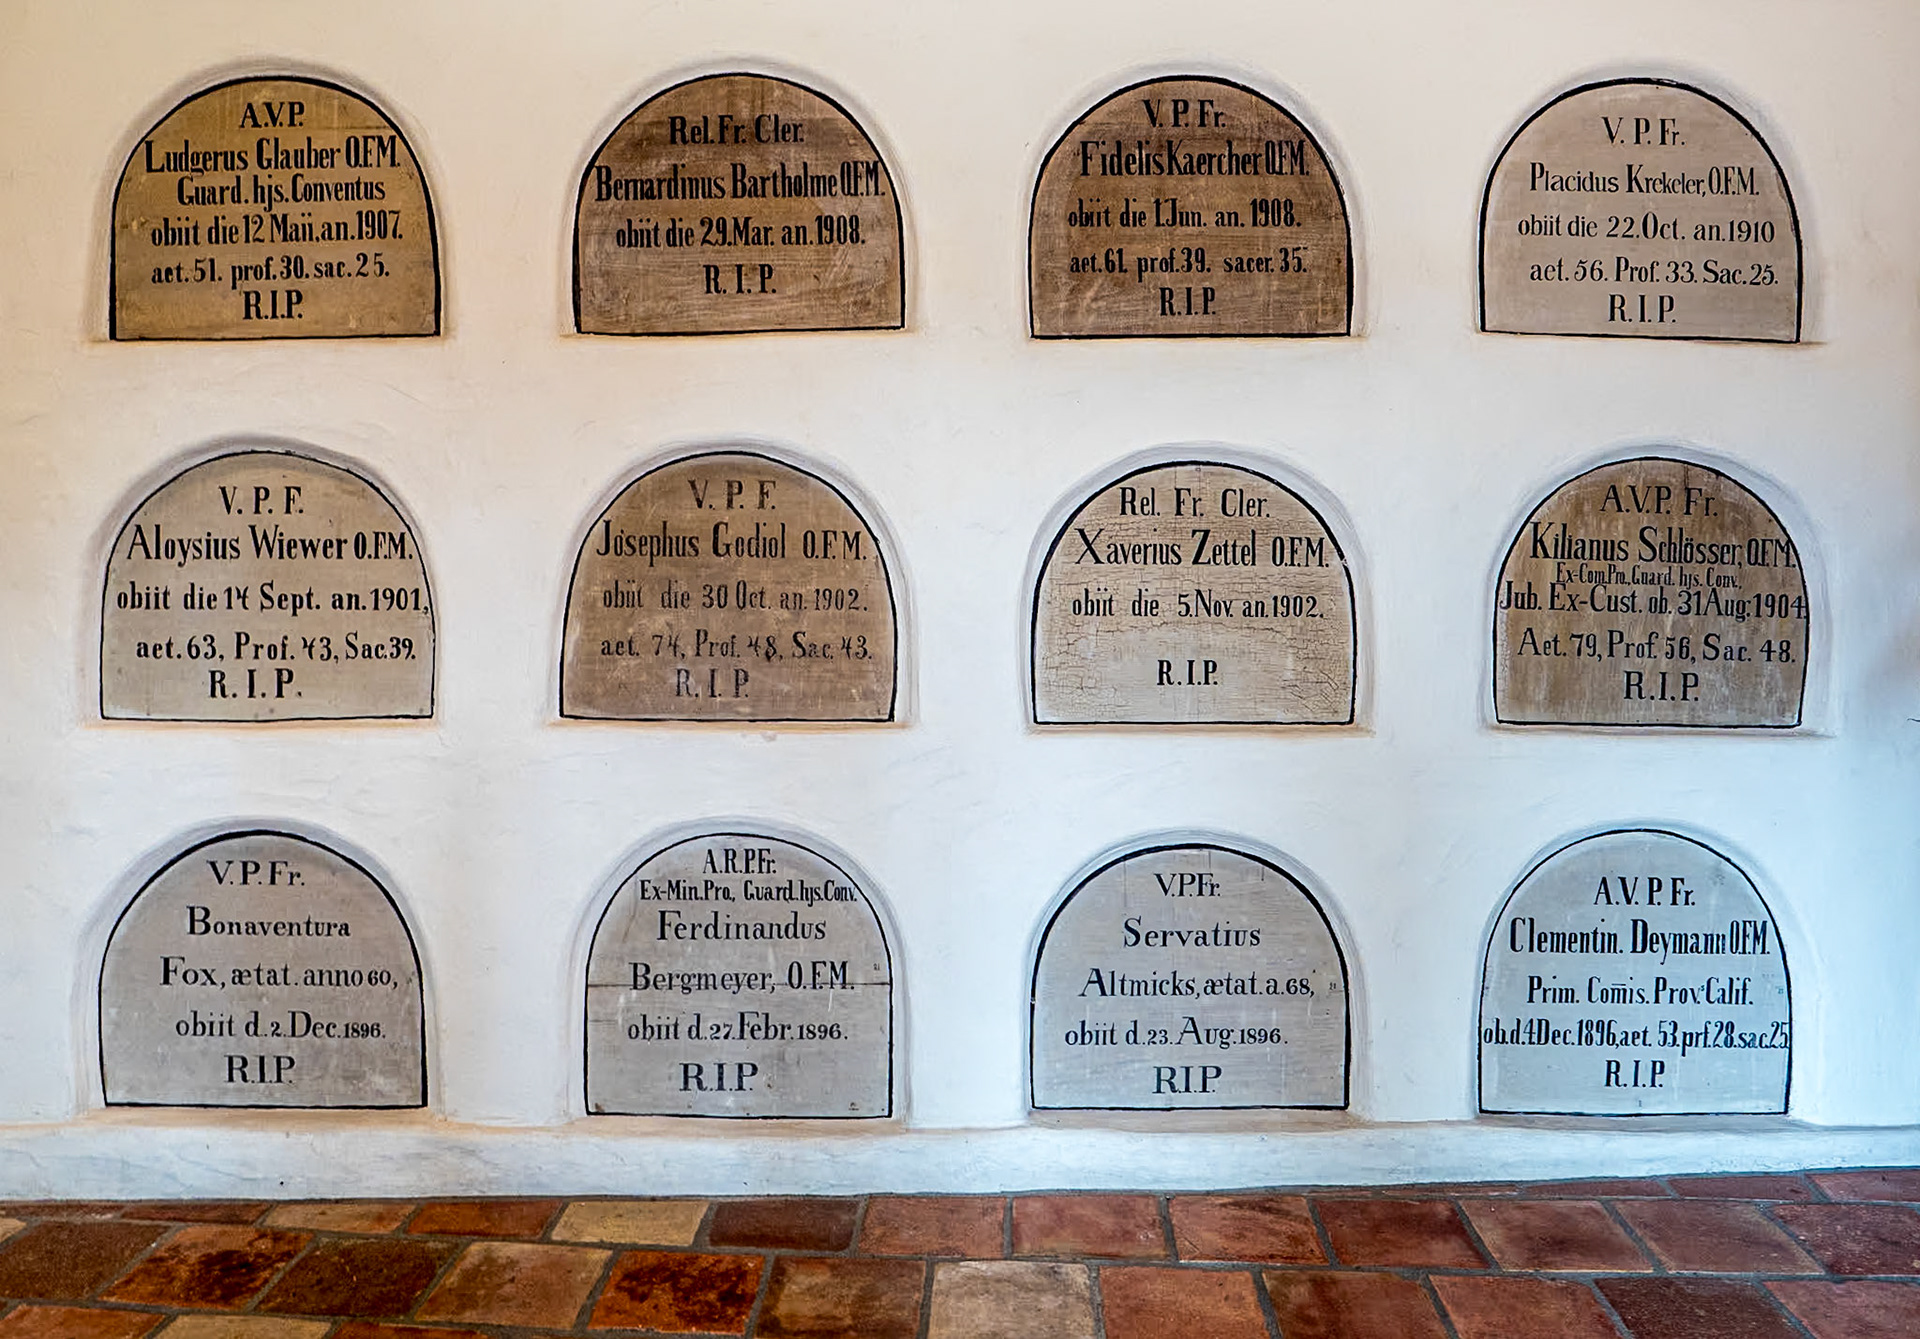 A.V.P.
Ludgerus Glauber O.F.M.
Guard. hjs. Conventus
obiit die 12 Maii, an. 1907.
aet. 51. prof. 30. sac. 25.
R.I.P.
Rel. Fr. Cler.
Bernardinus Bartholme O.F.M.
obiit die 29. Mar. an. 1908.
R. I. P.
V. P. Fr.
Fidelis Kaercher O.F.M.
obiit die 1. Jun. an. 1908.
aet. 61. prof. 39. sacer. 35.
R.I.P.
V. P. Fr.
Placidus Krekeler, O.F.M.
obiit die 22. Oct. an. 1910
aet. 56. Prof. 33. Sac. 25.
R. I. P.
V. P. F.
Aloysius Wiewer O.F.M.
obiit die 14 Sept. an. 1901,
aet. 63, Prof. 43, Sac. 39.
R. I. P.
V. P. F.
Josephus Godiol O.F.M.
obiit die 30 Oct. an. 1902.
aet. 74, Prof. 48, Sac. 43.
R. I. P.
Rel. Fr. Cler.
Xaverius Zettel O.F.M.
obiit die 5. Nov. an. 1902.
R. I. P.
A.V.P. Fr.
Kilianus Schlösser, O.F.M.
Ex-Com. Pro., Guard. hjs. Conv.,
Jub. Ex-Cust. ob. 31 Aug: 1904.
Aet. 79, Prof. 56, Sac. 48.
R. I. P.
V. P. Fr.
Bonaventura
Fox, ætat. anno 60,
obiit d. 2. Dec. 1896.
R.I.P.
A.R.P. Fr.
Ex-Min. Pro., Guard. hjs. Conv.
Ferdinandus
Bergmeyer, O.F.M.
obiit d. 27. Febr. 1896.
R.I.P.
V.P.Fr.
Servatius
Altmicks, ætat. a. 68,
obiit d. 23. Aug. 1896.
R.I.P.
A.V. P. Fr.
Clementin. Deymann O.F.M.
Prim. Com̄is. Prov. Calif.
ob. d. 4 Dec. 1896, aet. 53. prf. 28. sac. 25
R. I. P.